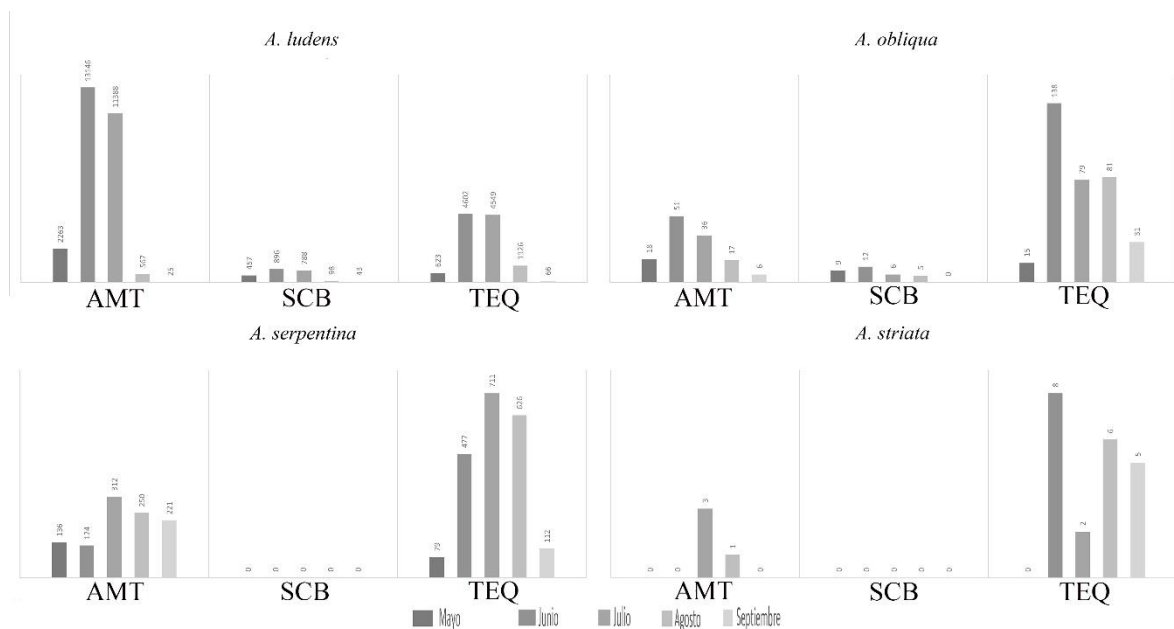 A. ludens
A. obliqua
2263 13146 11388 567 25
457 896 788 98 43
623 4602 4549 1126 66
18 51 36 17 6
9 12 6 5 0
15 138 79 81 31
AMT SCB TEQ
AMT SCB TEQ
A. serpentina
A. striata
136 124 312 250 221
0 0 0 0 0
79 477 711 626 112
0 0 3 1 0
0 0 0 0 0
0 8 2 6 5
AMT SCB TEQ
AMT SCB TEQ
Mayo Junio Julio Agosto Septiembre